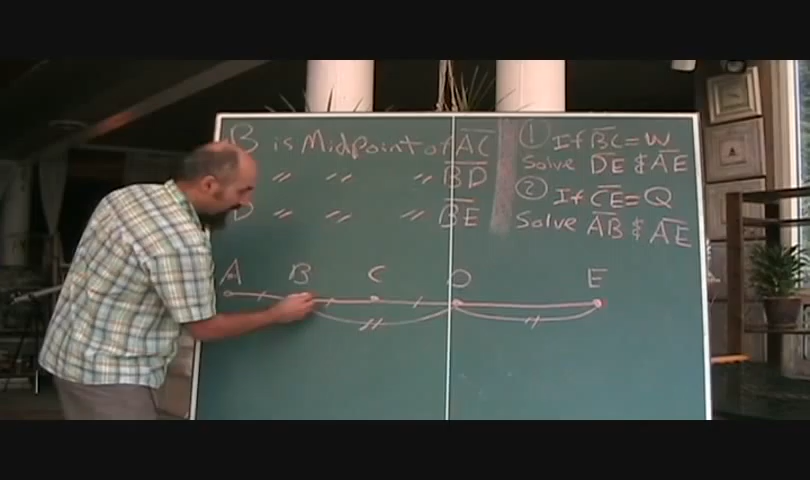 B is Midpoint of AC
" " " BD
D " " " BE
① If BC = W
Solve DE & AE
② If CE = Q
Solve AB & AE
A B C D E